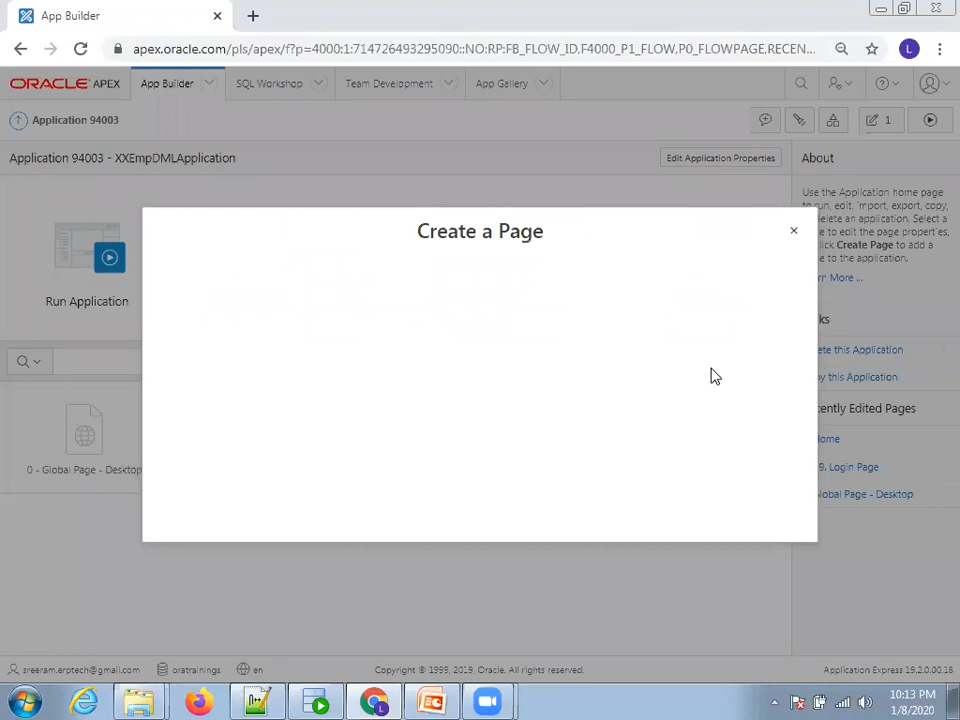 App Builder
apex.oracle.com/pls/apex/f?p=4000:1:714726493295090::NO:RP:FB_FLOW_ID,F4000_P1_FLOW,P0_FLOWPAGE,RECEN...
L
ORACLE APEX
App Builder
SQL Workshop
Team Development
App Gallery
Application 94003
1
Application 94003 - XXEmpDMLApplication
Edit Application Properties
About
Use the Application home page
to run, edit, import, export, copy,
delete an application. Select a
to edit the page properties,
click Create Page to add a
to the application.
rn More ...
Create a Page
Run Application
ks
ete this Application
py this Application
cently Edited Pages
Home
9. Login Page
Global Page - Desktop
0 - Global Page - Desktop
sreeram.erptech@gmail.com
oratrainings
en
Copyright © 1999, 2019, Oracle. All rights reserved.
Application Express 19.2.0.00.18
L
10:13 PM
1/8/2020